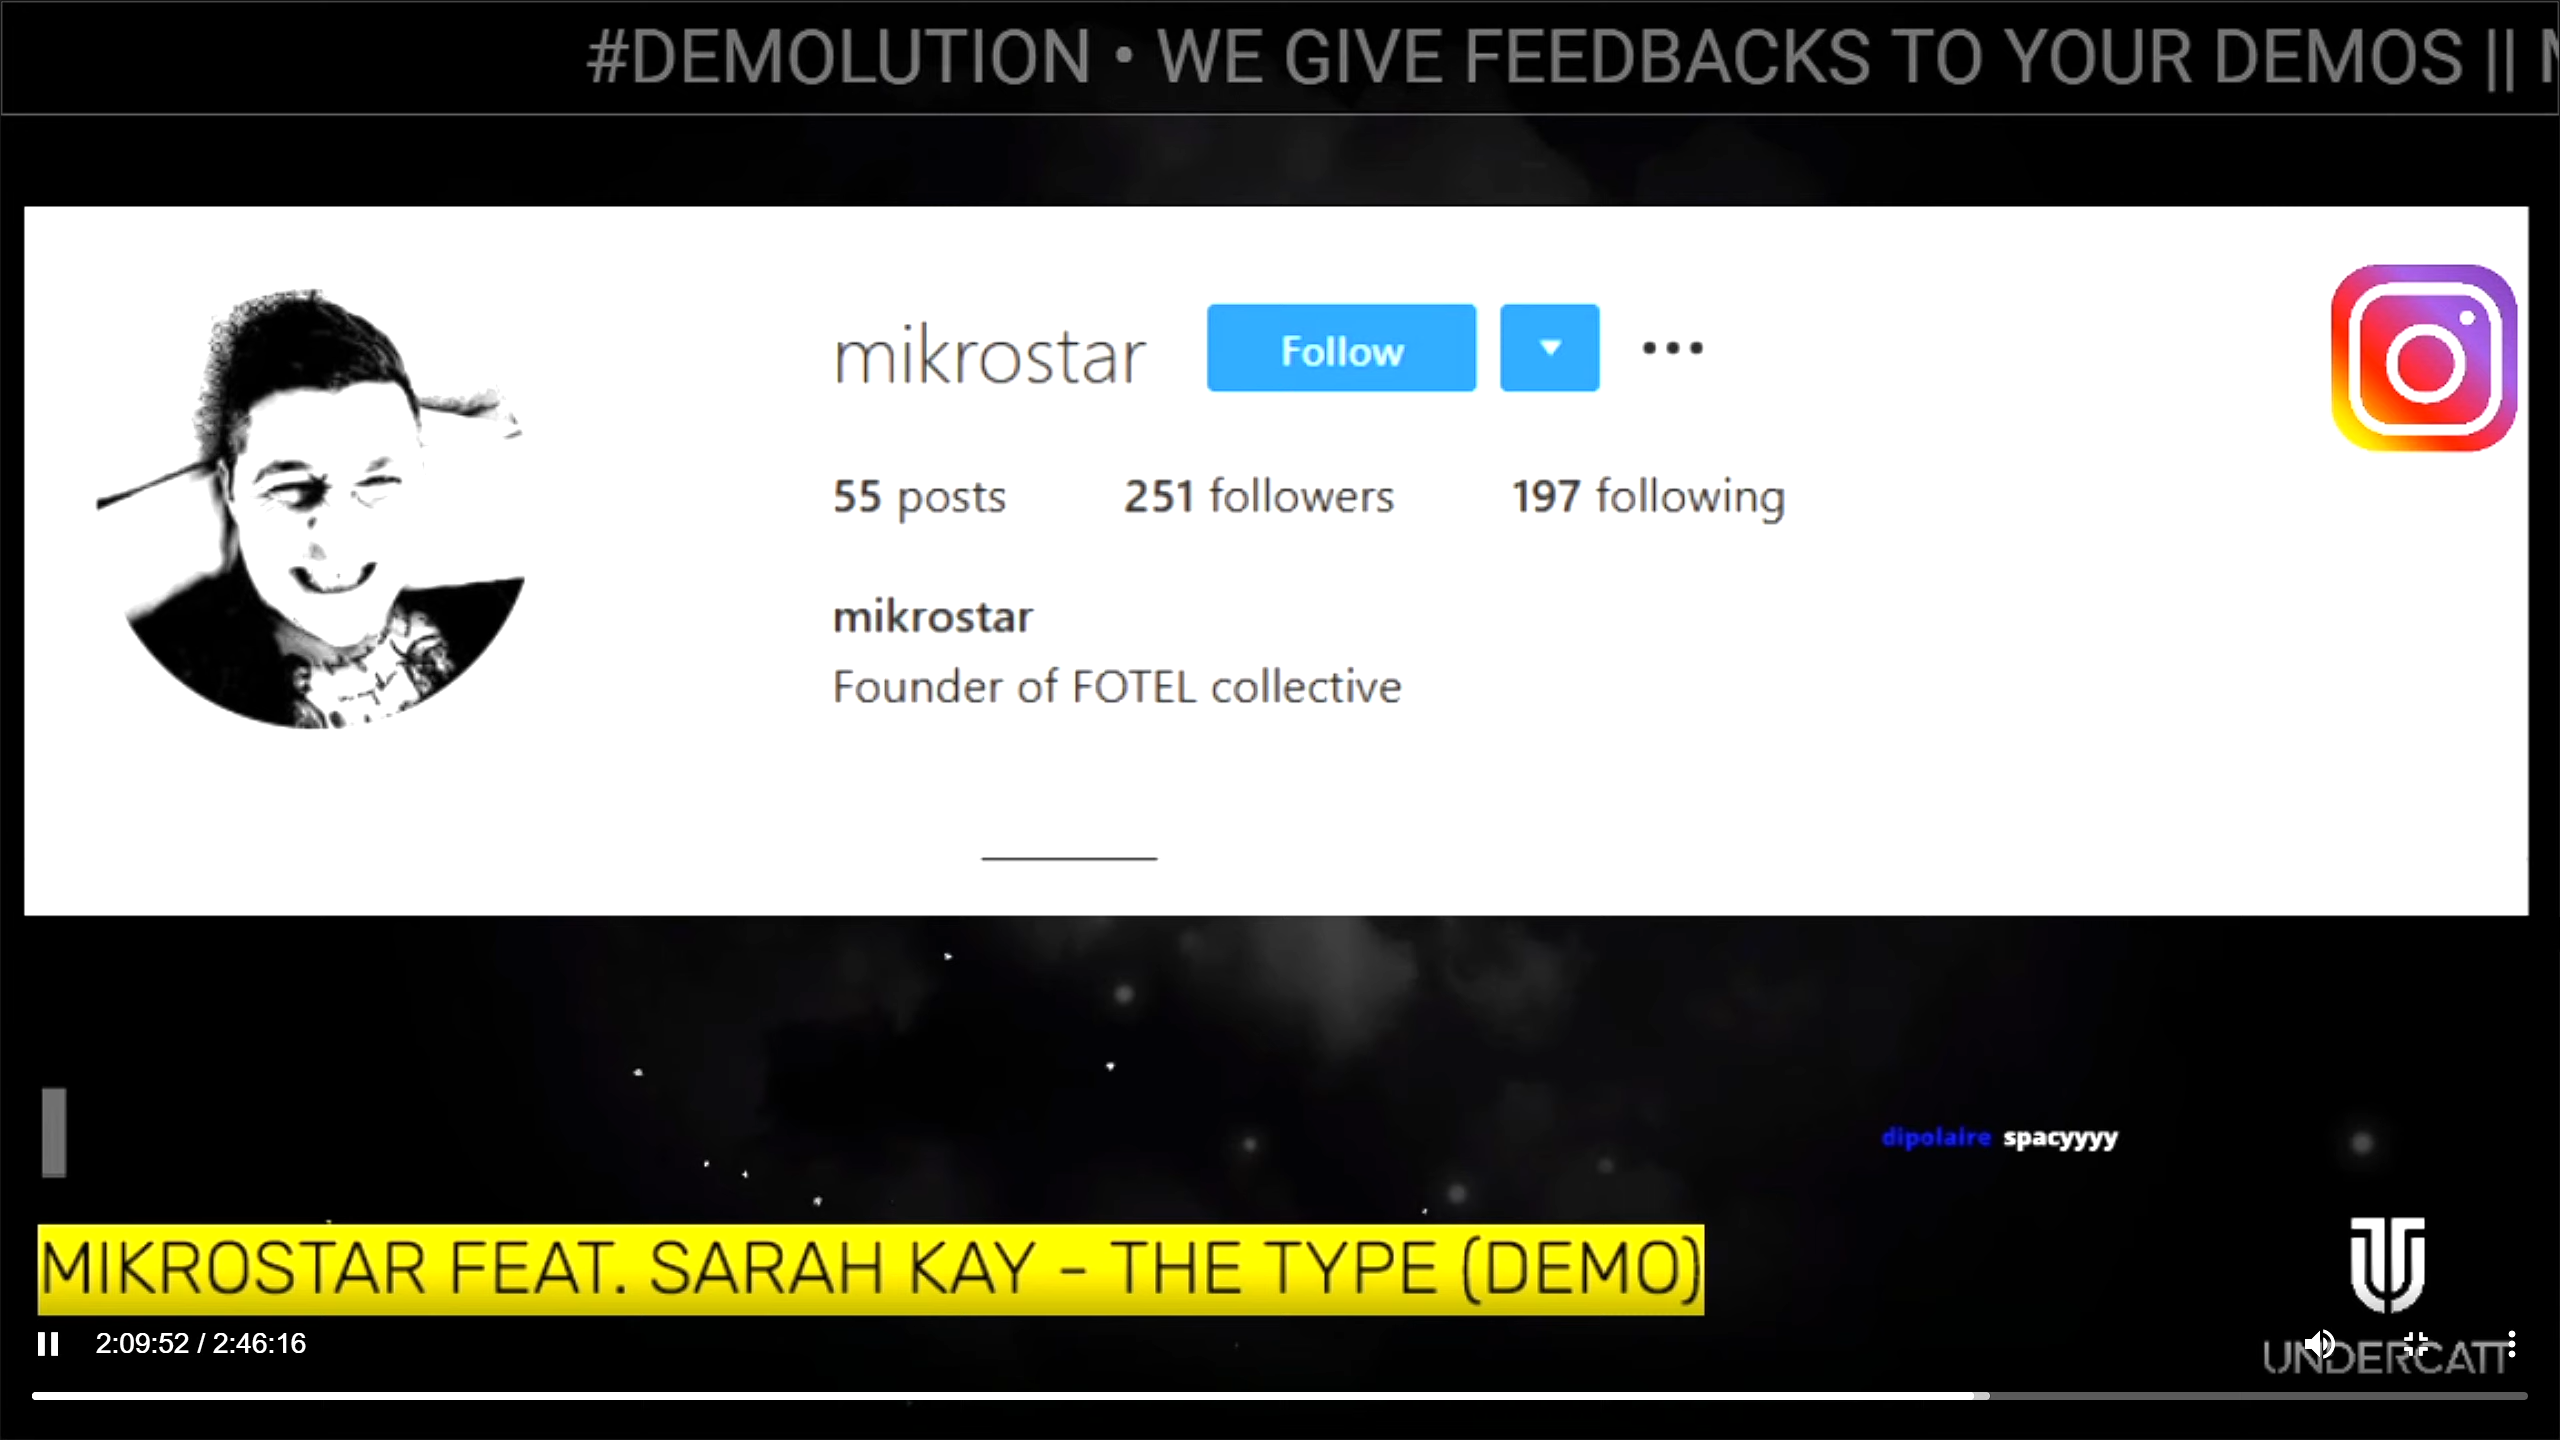 #DEMOLUTION • WE GIVE FEEDBACKS TO YOUR DEMOS ||
mikrostar Follow
55 posts 251 followers 197 following
mikrostar
Founder of FOTEL collective
dipolaire spacyyyy
MIKROSTAR FEAT. SARAH KAY - THE TYPE (DEMO)
2:09:52 / 2:46:16
UNDERCATT